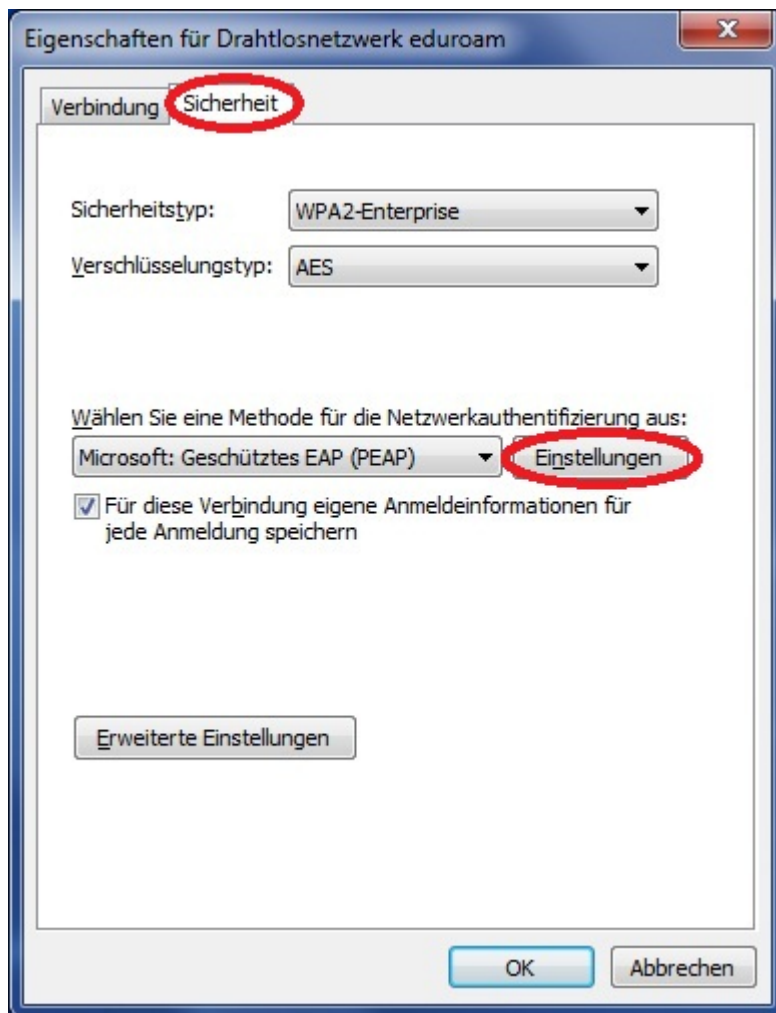 Eigenschaften für Drahtlosnetzwerk eduroam
Verbindung Sicherheit
Sicherheitstyp: WPA2-Enterprise
Verschlüsselungstyp: AES
Wählen Sie eine Methode für die Netzwerkauthentifizierung aus:
Microsoft: Geschütztes EAP (PEAP) Einstellungen
Für diese Verbindung eigene Anmeldeinformationen für
jede Anmeldung speichern
Erweiterte Einstellungen
OK Abbrechen